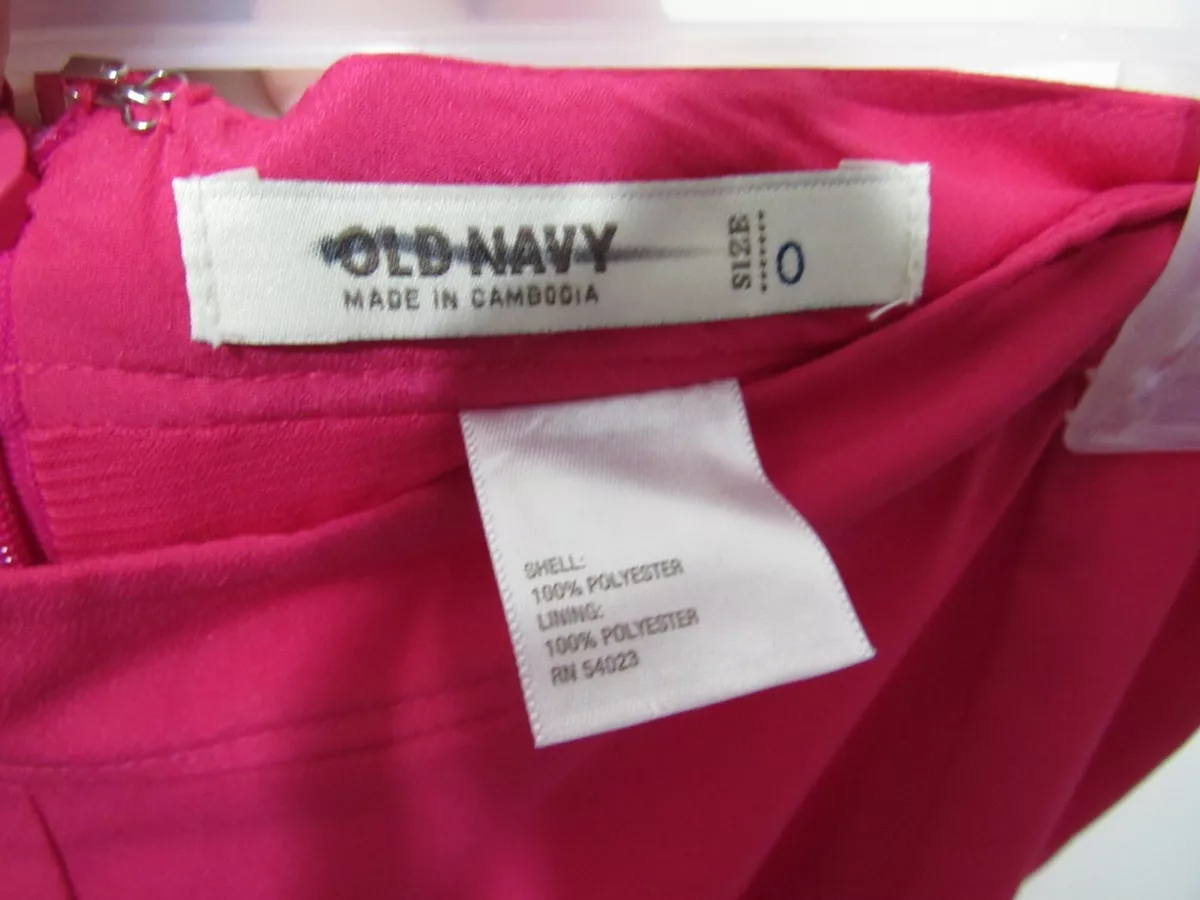 OLD NAVY
MADE IN CAMBODIA
SIZE 0
SHELL:
100% POLYESTER
LINING:
100% POLYESTER
RN 54023